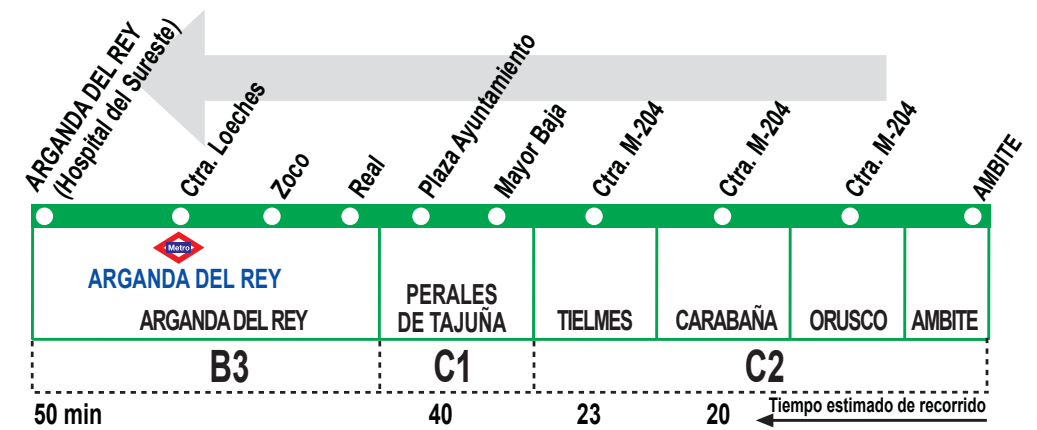 ARGANDA DEL REY
(Hospital del Sureste)
Ctra. Loeches
Zoco
Real
Plaza Ayuntamiento
Mayor Baja
Ctra. M-204
Ctra. M-204
Ctra. M-204
AMBITE
Metro
ARGANDA DEL REY
ARGANDA DEL REY
PERALES
DE TAJUÑA
TIELMES
CARABAÑA
ORUSCO
AMBITE
B3
C1
C2
50 min
40
23
20
Tiempo estimado de recorrido